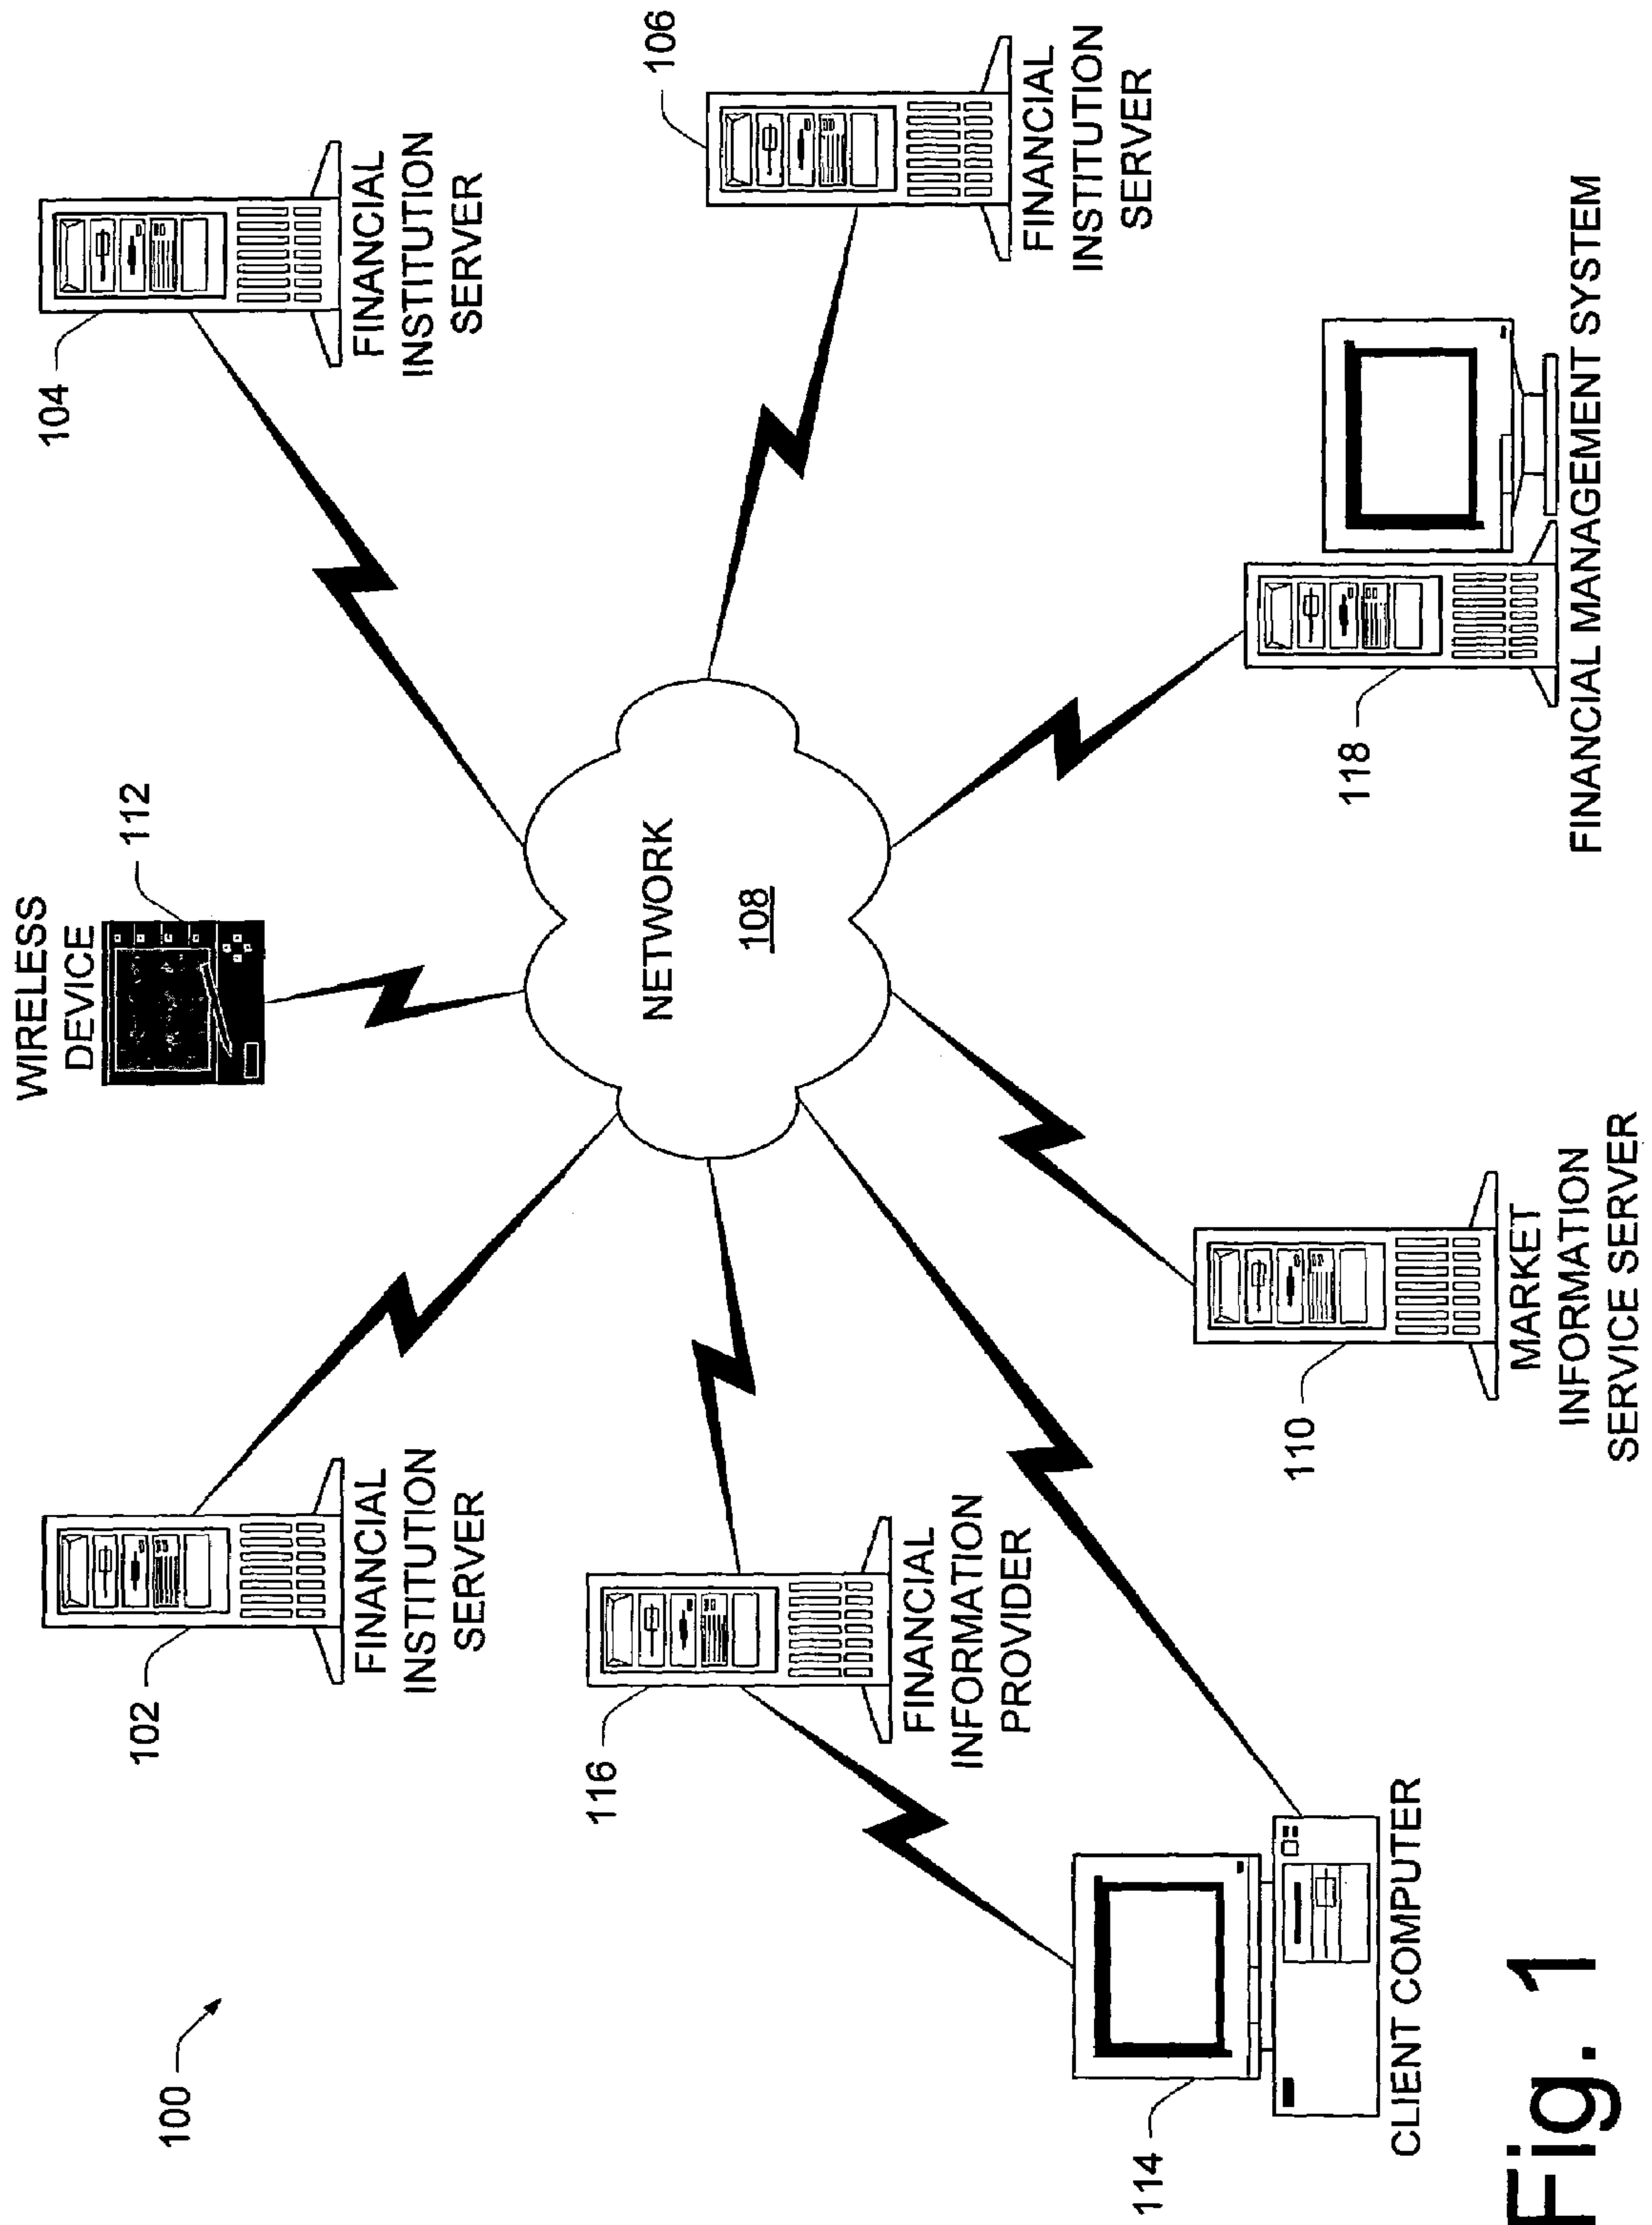 100
WIRELESS
DEVICE
112
104
FINANCIAL
INSTITUTION
SERVER
102
FINANCIAL
INSTITUTION
SERVER
106
FINANCIAL
INSTITUTION
SERVER
NETWORK
108
116
FINANCIAL
INFORMATION
PROVIDER
114
CLIENT COMPUTER
110
MARKET
INFORMATION
SERVICE SERVER
118
FINANCIAL MANAGEMENT SYSTEM
Fig. 1